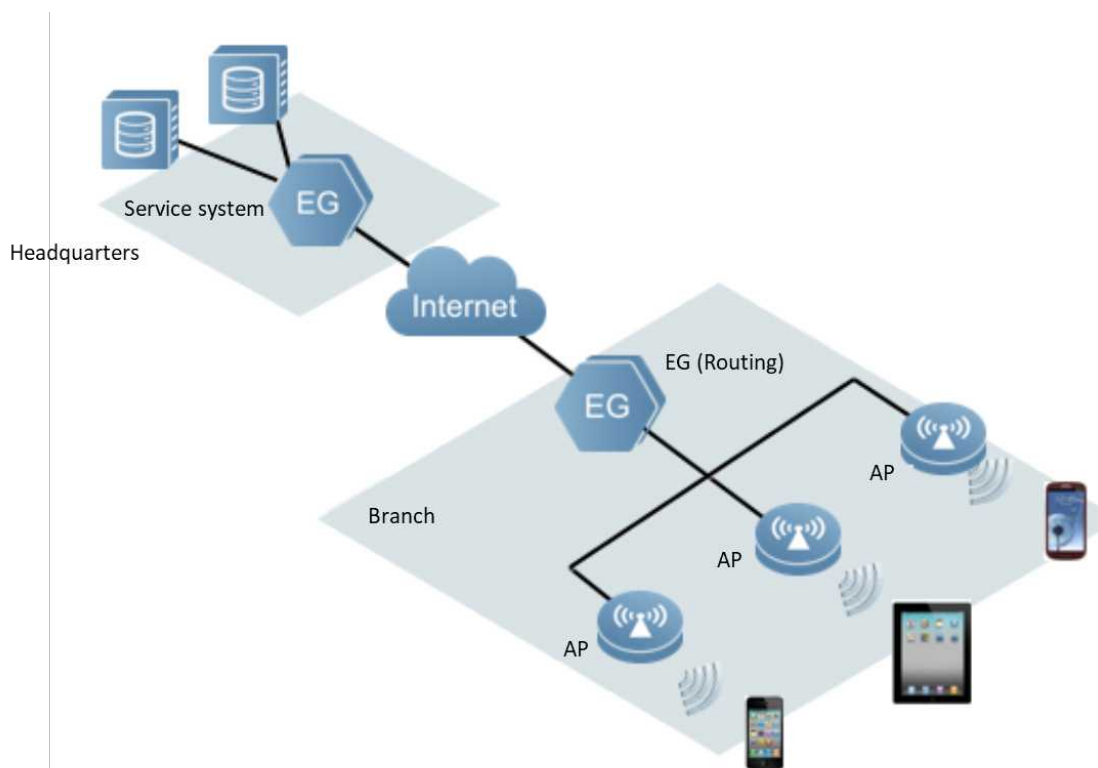 EG
Service system
Headquarters
Internet
EG (Routing)
EG
AP
Branch
AP
AP